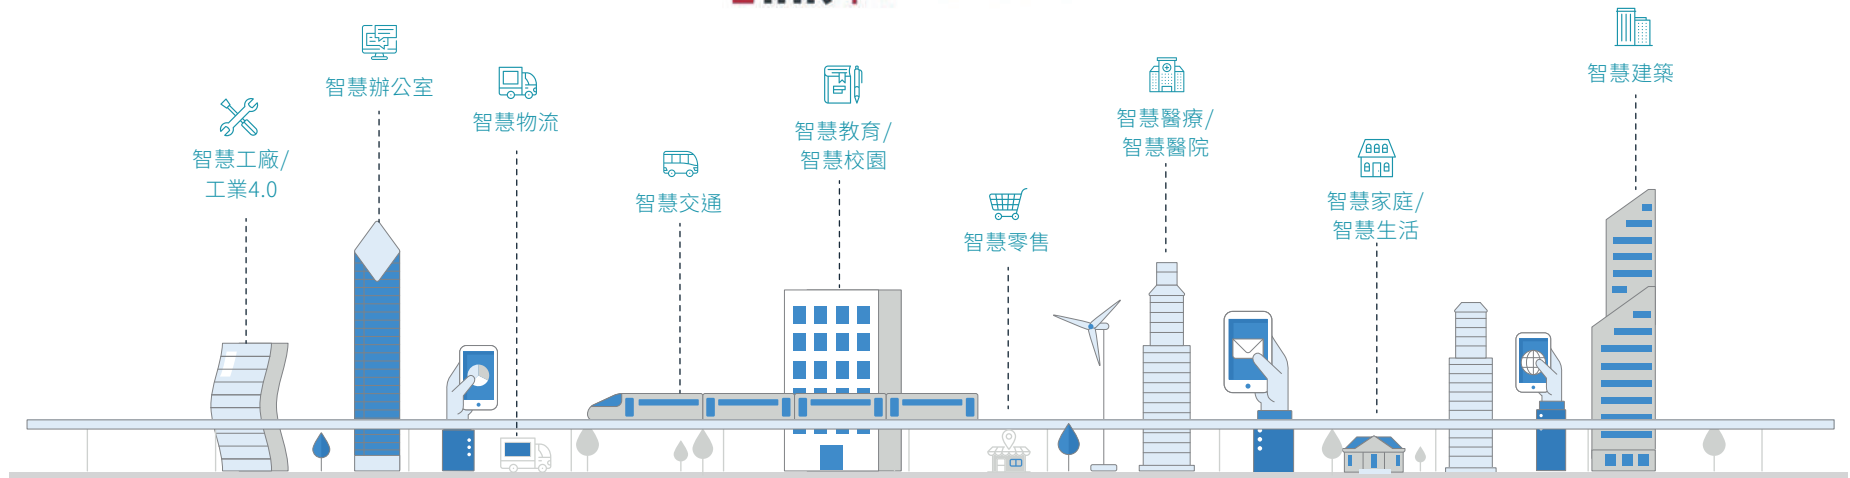 智慧工廠/
工業4.0
智慧辦公室
智慧物流
智慧交通
智慧教育/
智慧校園
智慧零售
智慧醫療/
智慧醫院
智慧家庭/
智慧生活
智慧建築